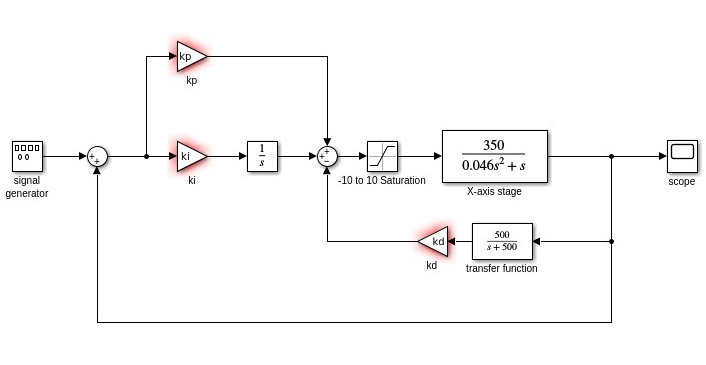 kp
kp
signal
generator
+
+
ki
ki
1
s
+
+
−
-10 to 10 Saturation
350
0.046s² + s
X-axis stage
scope
kd
kd
500
s + 500
transfer function